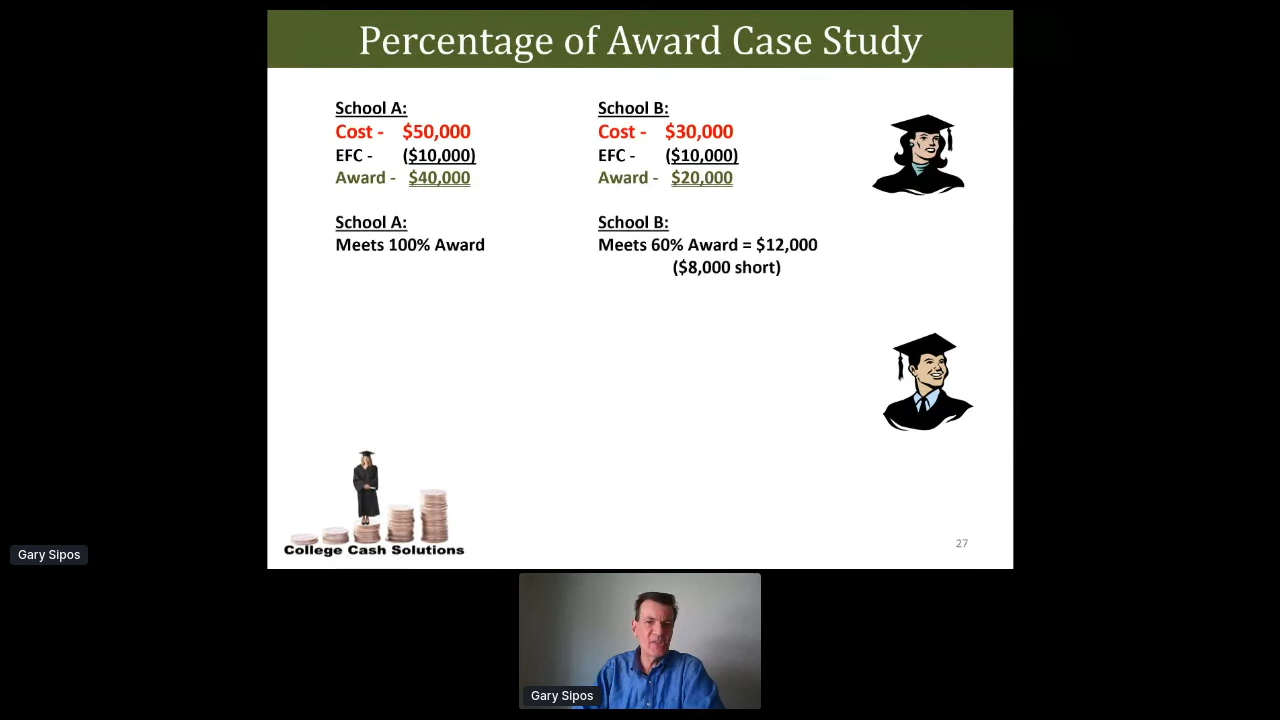 Percentage of Award Case Study
School A:
Cost - $50,000
EFC - ($10,000)
Award - $40,000
School A:
Meets 100% Award
School B:
Cost - $30,000
EFC - ($10,000)
Award - $20,000
School B:
Meets 60% Award = $12,000
($8,000 short)
College Cash Solutions
27
Gary Sipos
Gary Sipos